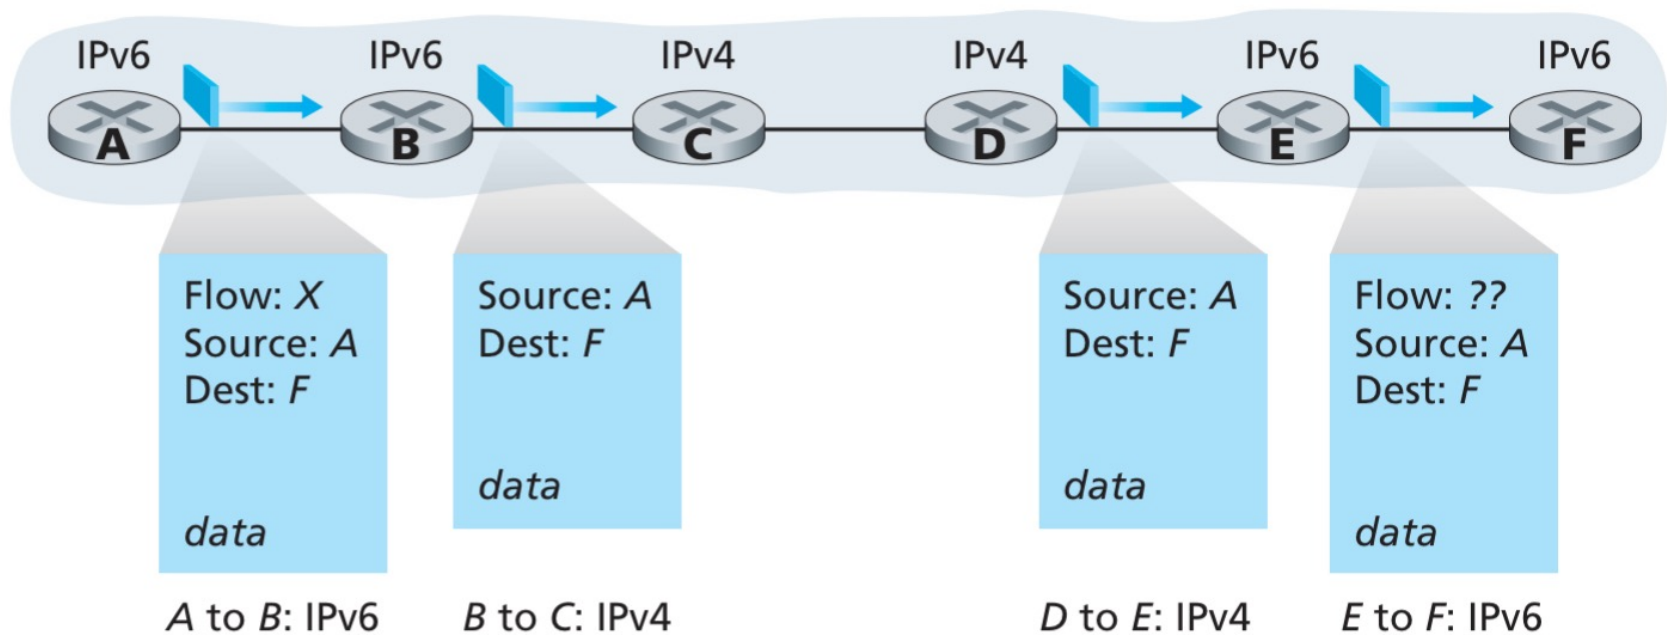 IPv6
IPv6
IPv4
IPv4
IPv6
IPv6
A
B
C
D
E
F
Flow: X
Source: A
Dest: F
data
Source: A
Dest: F
data
Source: A
Dest: F
data
Flow: ??
Source: A
Dest: F
data
A to B: IPv6
B to C: IPv4
D to E: IPv4
E to F: IPv6